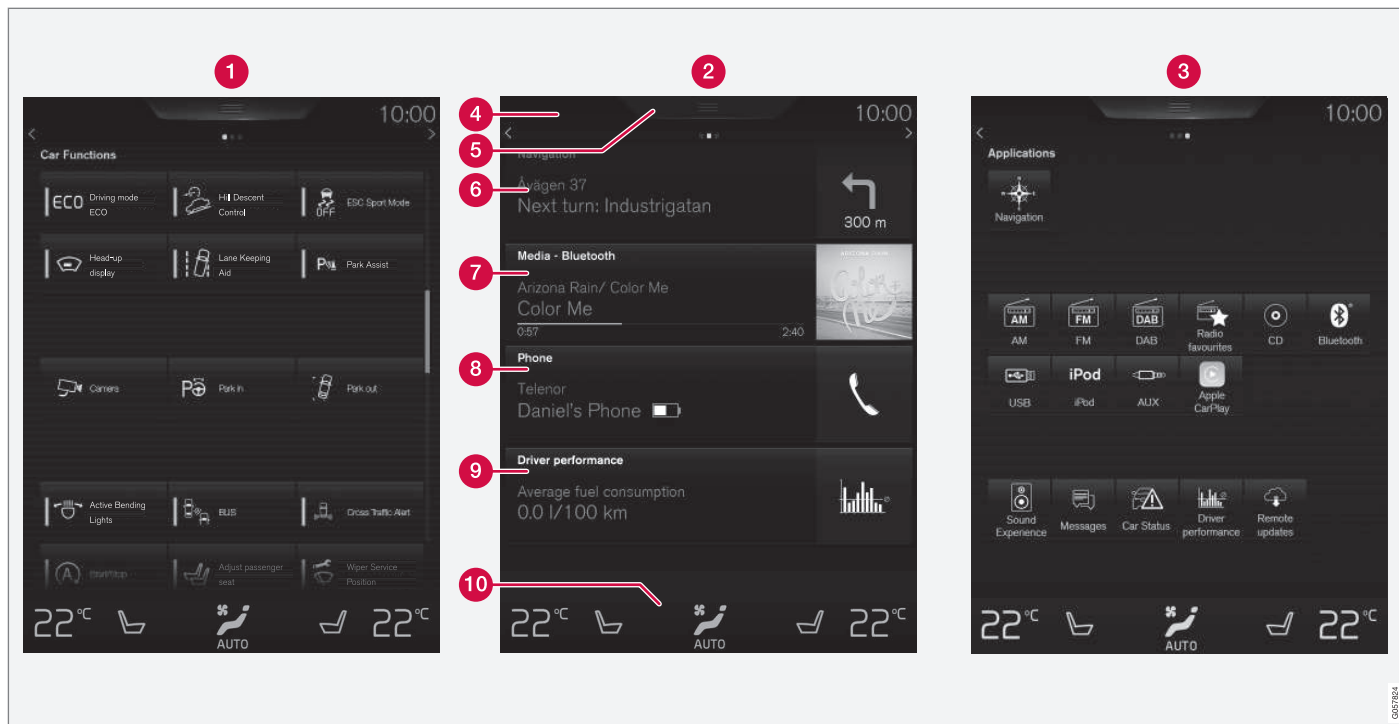 1
2
3
4
5
6
7
8
9
10
10:00
Car Functions
ECO Driving mode
ECO
Hill Descent
Control
OFF
ESC Sport Mode
Head-up
display
Lane Keeping
Aid
Park Assist
Camera
Park in
Park out
Active Bending
Lights
BLIS
Cross Traffic Alert
Start/Stop
Adjust passenger
seat
Wiper Service
Position
22°C
AUTO
22°C
10:00
Navigation
Åvägen 37
Next turn: Industrigatan
300 m
Media - Bluetooth
Arizona Rain/ Color Me
Color Me
0:57
2:40
ARIZONA RAIN
Color
Me
Phone
Telenor
Daniel's Phone
Driver performance
Average fuel consumption
0.0 l/100 km
22°C
AUTO
22°C
10:00
Applications
Navigation
AM
FM
DAB
AM
FM
DAB
Radio
favourites
CD
Bluetooth
iPod
USB
iPod
AUX
Apple
CarPlay
Sound
Experience
Messages
Car Status
Driver
performance
Remote
updates
22°C
AUTO
22°C
G057824